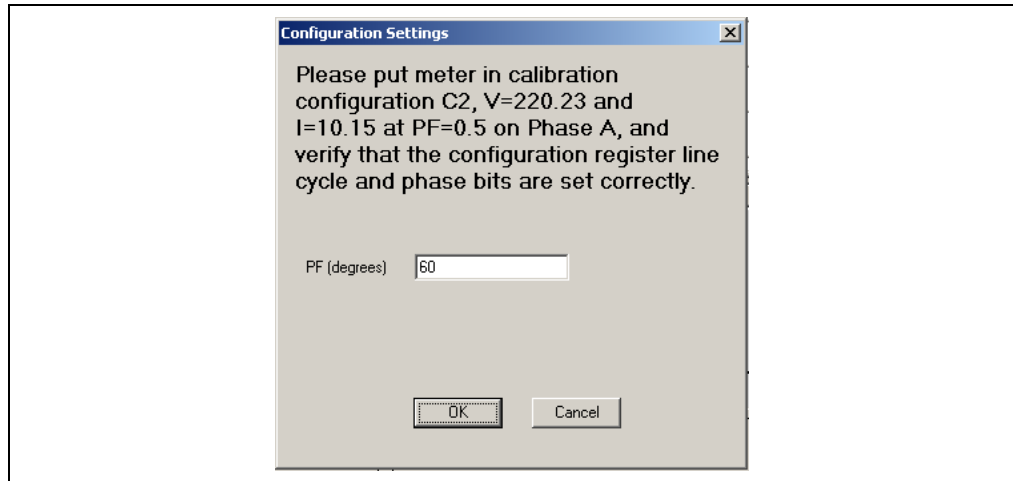 Configuration Settings
Please put meter in calibration
configuration C2, V=220.23 and
I=10.15 at PF=0.5 on Phase A, and
verify that the configuration register line
cycle and phase bits are set correctly.
PF (degrees) 60
OK Cancel